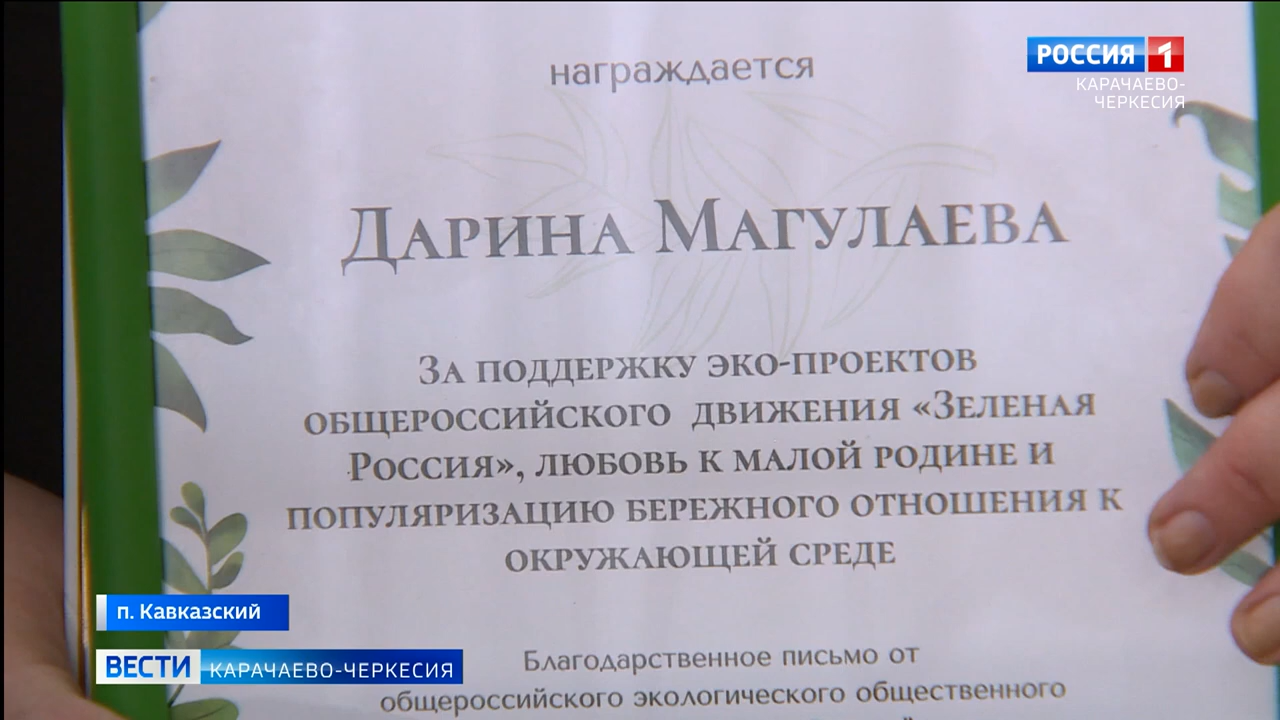 награждается
РОССИЯ 1
КАРАЧАЕВО-
ЧЕРКЕСИЯ
ДАРИНА МАГУЛАЕВА
ЗА ПОДДЕРЖКУ ЭКО-ПРОЕКТОВ
ОБЩЕРОССИЙСКОГО ДВИЖЕНИЯ «ЗЕЛЕНАЯ
РОССИЯ», ЛЮБОВЬ К МАЛОЙ РОДИНЕ И
ПОПУЛЯРИЗАЦИЮ БЕРЕЖНОГО ОТНОШЕНИЯ К
ОКРУЖАЮЩЕЙ СРЕДЕ
п. Кавказский
ВЕСТИ КАРАЧАЕВО-ЧЕРКЕСИЯ
Благодарственное письмо от
общероссийского экологического общественного